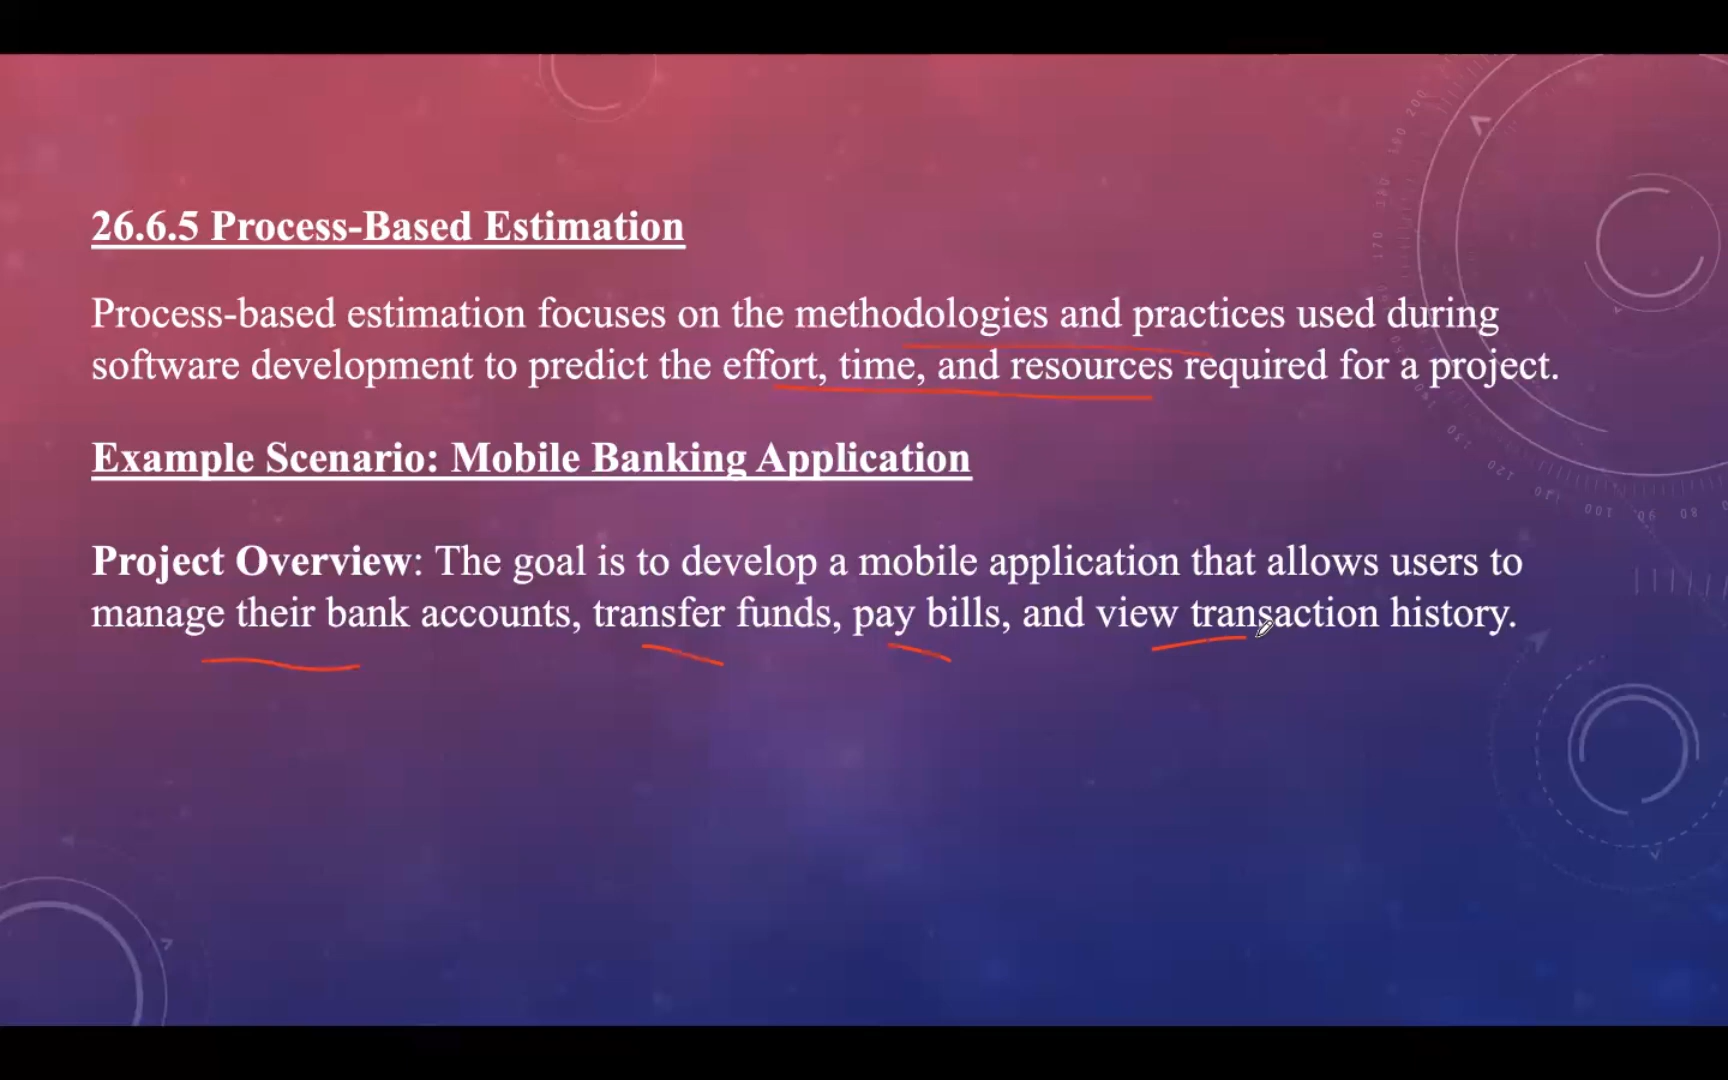 26.6.5 Process-Based Estimation
Process-based estimation focuses on the methodologies and practices used during
software development to predict the effort, time, and resources required for a project.
Example Scenario: Mobile Banking Application
Project Overview: The goal is to develop a mobile application that allows users to
manage their bank accounts, transfer funds, pay bills, and view transaction history.